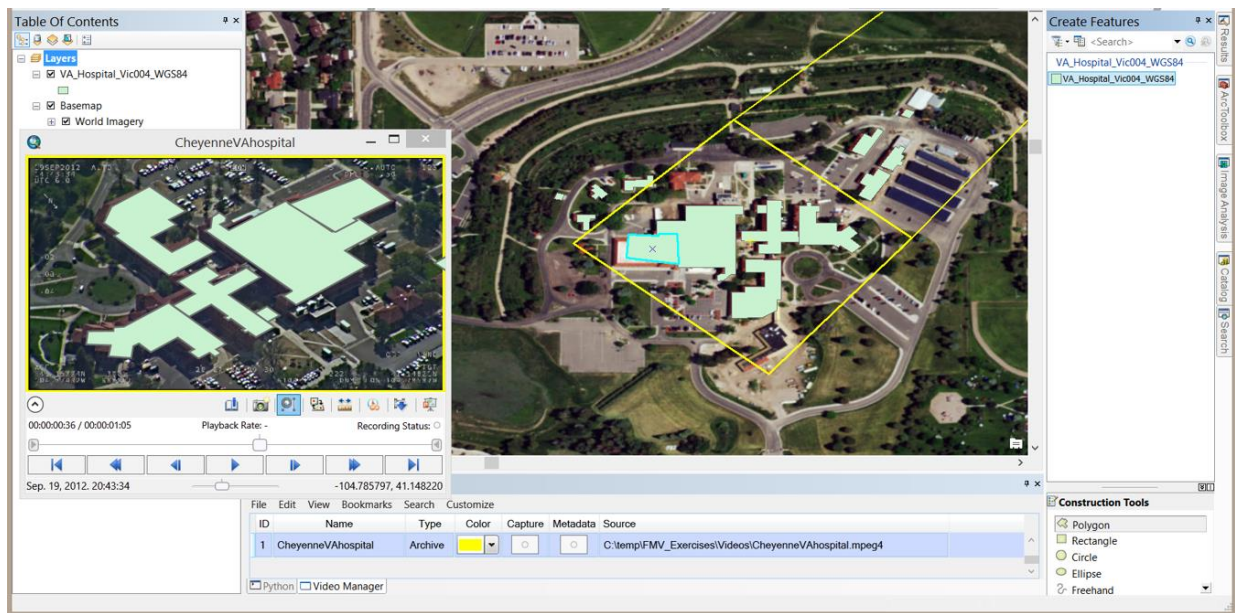 Table Of Contents
Layers
VA_Hospital_Vic004_WGS84
Basemap
World Imagery
CheyenneVAhospital
00:00:00:36 / 00:00:01:05
Playback Rate: -
Recording Status:
Sep. 19, 2012. 20:43:34
-104.785797, 41.148220
File Edit View Bookmarks Search Customize
ID Name Type Color Capture Metadata Source
1 CheyenneVAhospital Archive C:\temp\FMV_Exercises\Videos\CheyenneVAhospital.mpeg4
Python Video Manager
Create Features
<Search>
VA_Hospital_Vic004_WGS84
VA_Hospital_Vic004_WGS84
Construction Tools
Polygon
Rectangle
Circle
Ellipse
Freehand
Results
ArcToolbox
Image Analysis
Catalog
Search